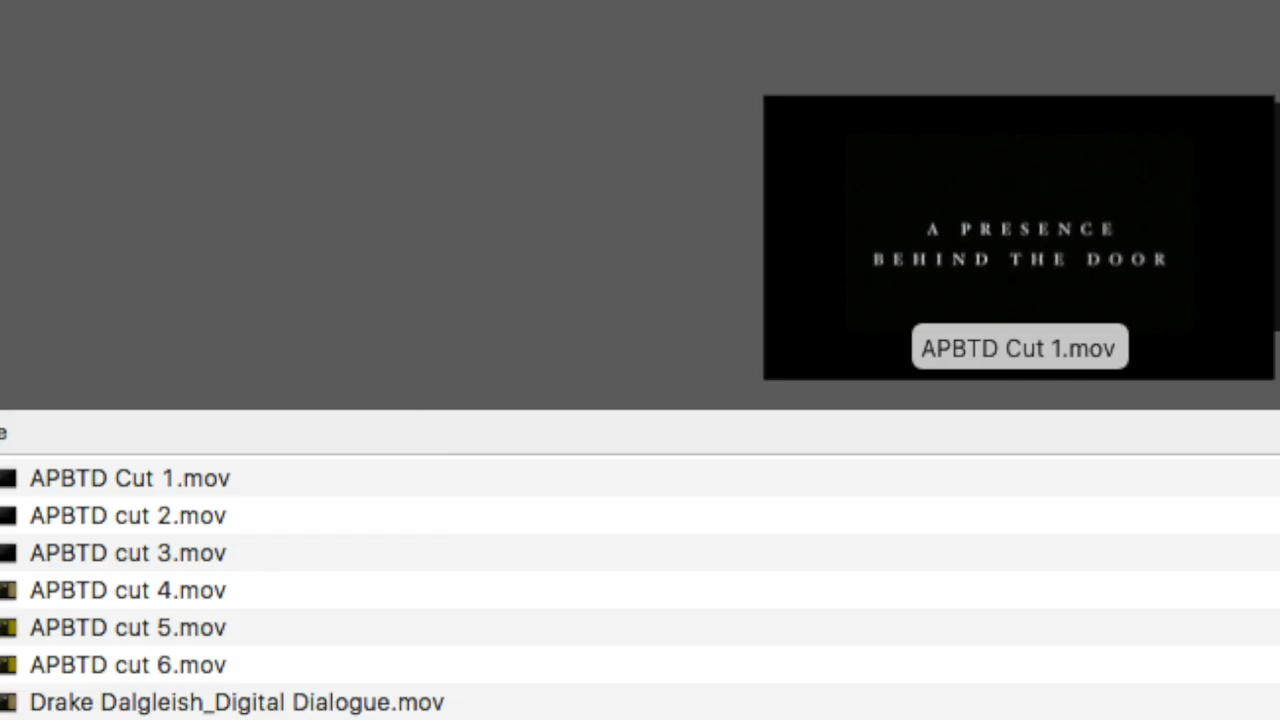 A PRESENCE
BEHIND THE DOOR
APBTD Cut 1.mov
e
APBTD Cut 1.mov
APBTD cut 2.mov
APBTD cut 3.mov
APBTD cut 4.mov
APBTD cut 5.mov
APBTD cut 6.mov
Drake Dalgleish_Digital Dialogue.mov